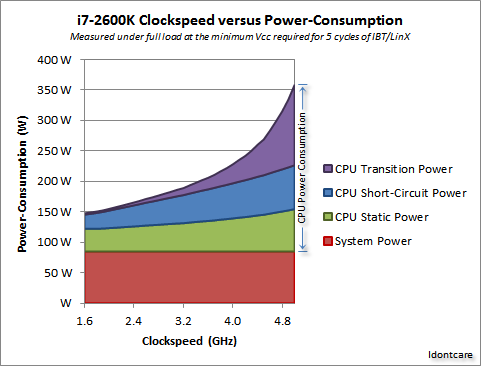 i7-2600K Clockspeed versus Power-Consumption
Measured under full load at the minimum Vcc required for 5 cycles of IBT/LinX
Power-Consumption (W)
400 W
350 W
300 W
250 W
200 W
150 W
100 W
50 W
W
1.6
2.4
3.2
4.0
4.8
Clockspeed (GHz)
CPU Power Consumption
CPU Transition Power
CPU Short-Circuit Power
CPU Static Power
System Power
Idontcare